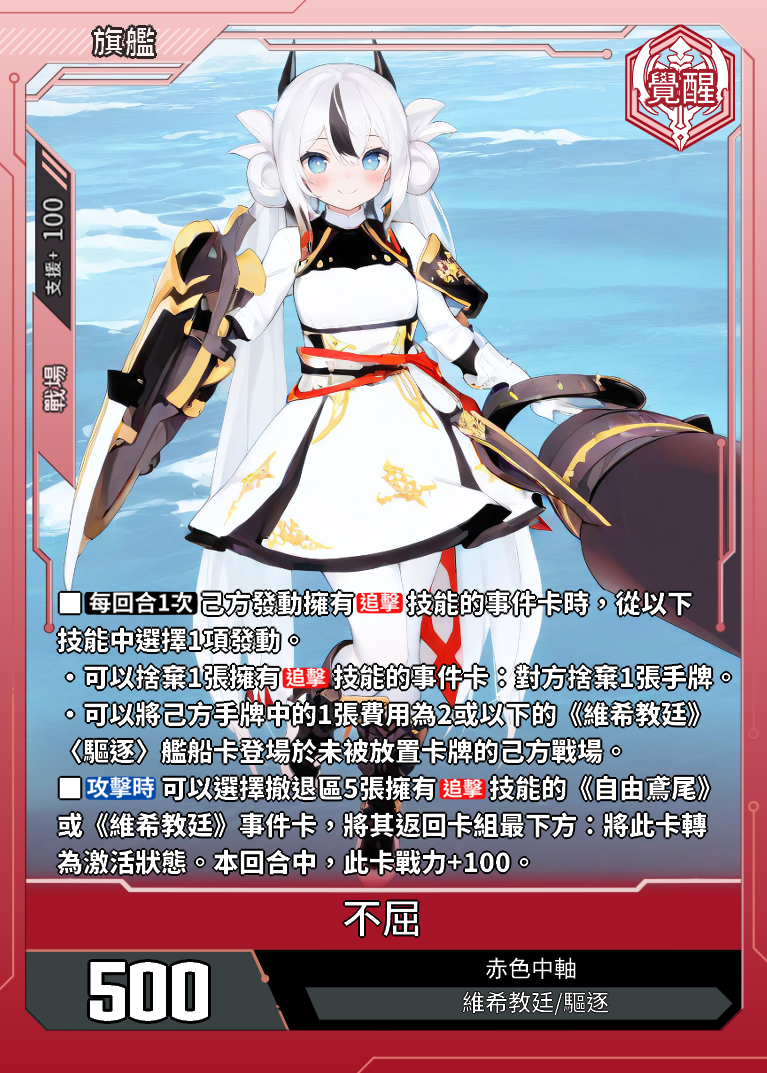 旗艦
覺醒
支援+ 100
戰場
■ 每回合1次 己方發動擁有 追擊 技能的事件卡時，從以下
技能中選擇1項發動。
・可以捨棄1張擁有 追擊 技能的事件卡：對方捨棄1張手牌。
・可以將己方手牌中的1張費用為2或以下的《維希教廷》
〈驅逐〉艦船卡登場於未被放置卡牌的己方戰場。
■ 攻擊時 可以選擇撤退區5張擁有 追擊 技能的《自由鳶尾》
或《維希教廷》事件卡，將其返回卡組最下方：將此卡轉
為激活狀態。本回合中，此卡戰力+100。
不屈
500
赤色中軸
維希教廷/驅逐